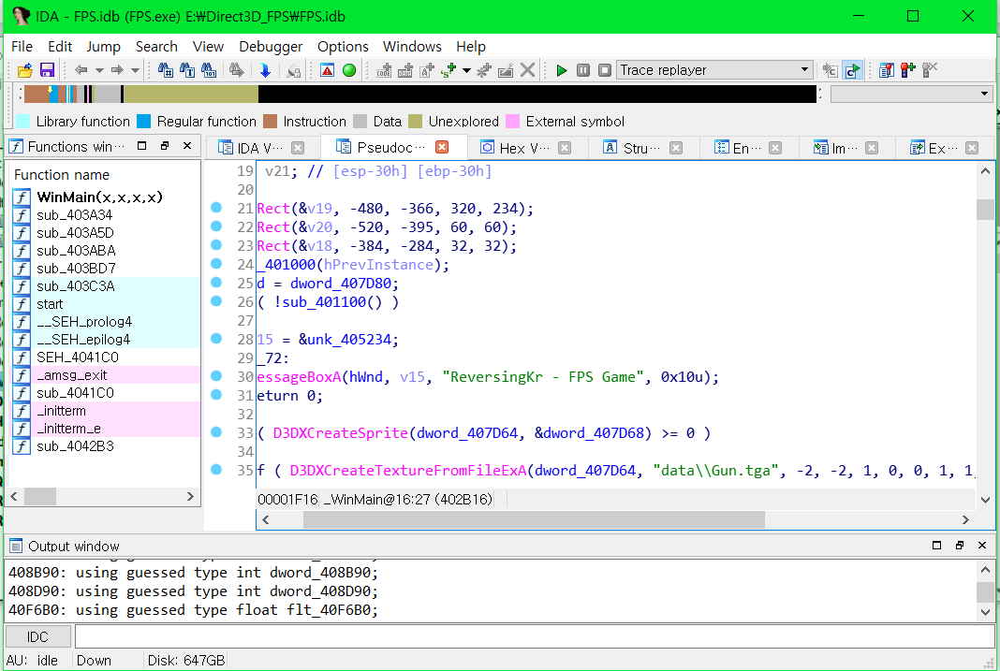 IDA - FPS.idb (FPS.exe) E:\Direct3D_FPS\FPS.idb
File Edit Jump Search View Debugger Options Windows Help
Trace replayer
Library function Regular function Instruction Data Unexplored External symbol
Functions win···
IDA V··· Pseudoc··· Hex V··· Stru··· En··· Im··· Ex···
Function name
WinMain(x,x,x,x)
sub_403A34
sub_403A5D
sub_403ABA
sub_403BD7
sub_403C3A
start
__SEH_prolog4
__SEH_epilog4
SEH_4041C0
_amsg_exit
sub_4041C0
_initterm
_initterm_e
sub_4042B3
19 v21; // [esp-30h] [ebp-30h]
20
21 Rect(&v19, -480, -366, 320, 234);
22 Rect(&v20, -520, -395, 60, 60);
23 Rect(&v18, -384, -284, 32, 32);
24 _401000(hPrevInstance);
25 d = dword_407D80;
26 ( !sub_401100() )
27
28 15 = &unk_405234;
29 _72:
30 essageBoxA(hWnd, v15, "ReversingKr - FPS Game", 0x10u);
31 eturn 0;
32
33 ( D3DXCreateSprite(dword_407D64, &dword_407D68) >= 0 )
34
35 f ( D3DXCreateTextureFromFileExA(dword_407D64, "data\\Gun.tga", -2, -2, 1, 0, 0, 1, 1,
00001F16 _WinMain@16:27 (402B16)
Output window
408B90: using guessed type int dword_408B90;
408D90: using guessed type int dword_408D90;
40F6B0: using guessed type float flt_40F6B0;
IDC
AU: idle Down Disk: 647GB